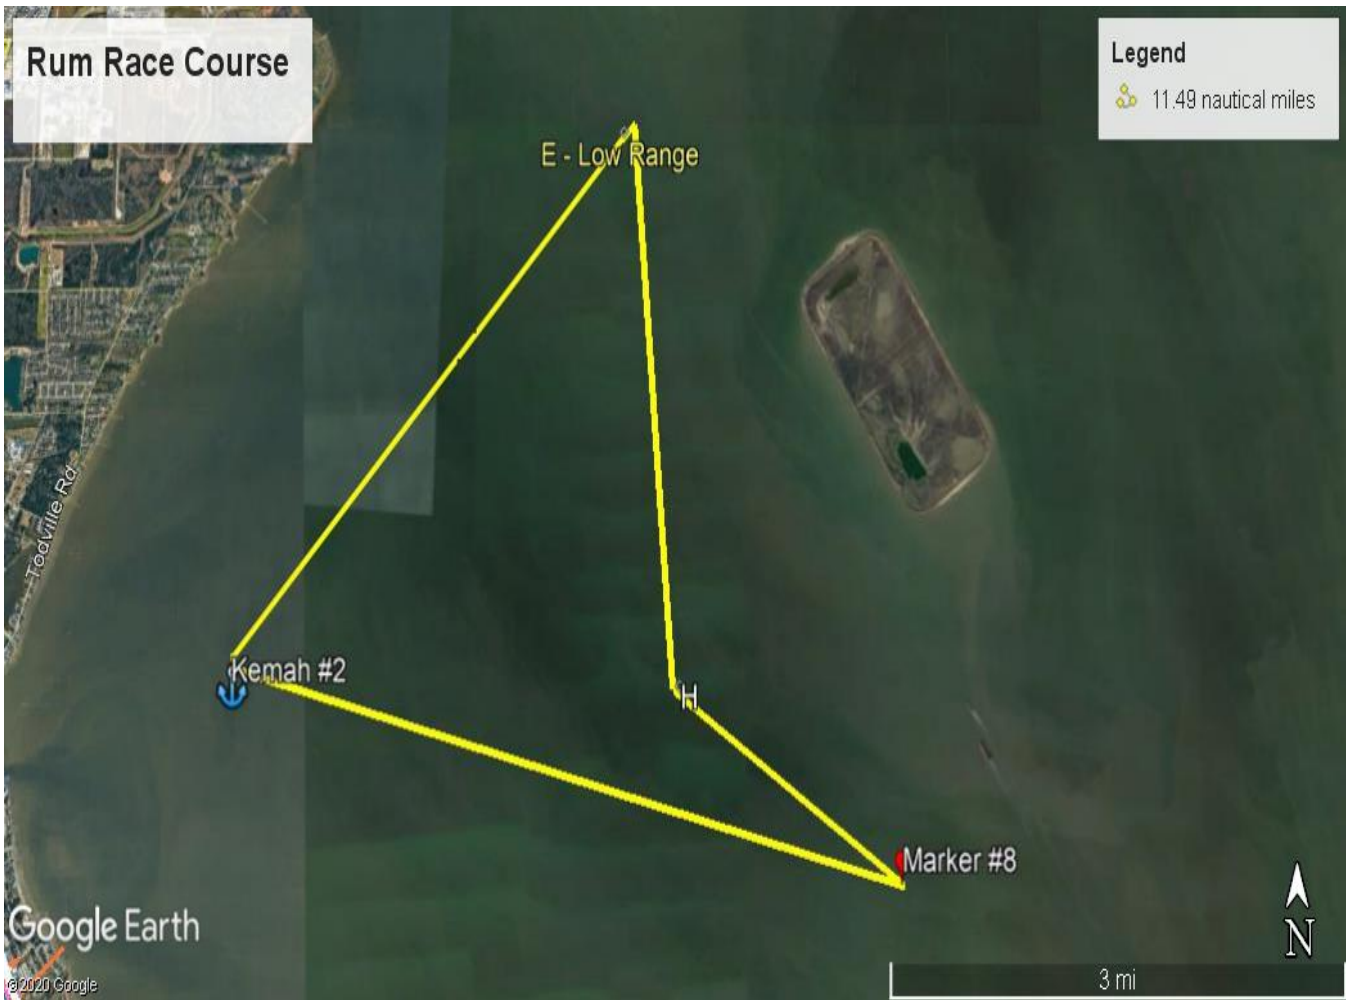 Rum Race Course
Legend
11.49 nautical miles
E - Low Range
Todville Rd
Kemah #2
H
Marker #8
Google Earth
N
3 mi
©2020 Google